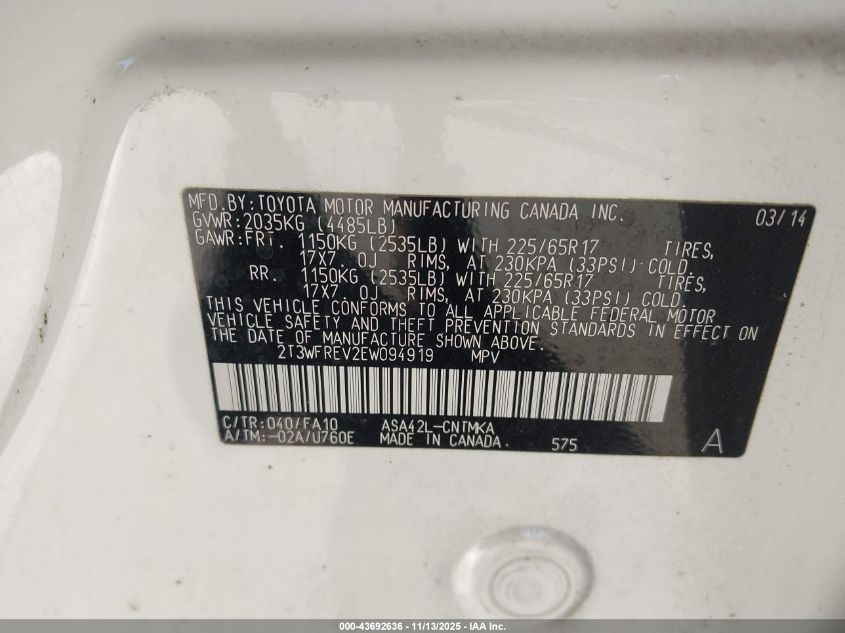 MFD. BY: TOYOTA MOTOR MANUFACTURING CANADA INC. 03/14
GVWR: 2035KG (4485LB)
GAWR: FRT. 1150KG (2535LB) WITH 225/65R17 TIRES,
17X7 0J RIMS, AT 230KPA (33PSI) COLD.
RR. 1150KG (2535LB) WITH 225/65R17 TIRES,
17X7 0J RIMS, AT 230KPA (33PSI) COLD.
THIS VEHICLE CONFORMS TO ALL APPLICABLE FEDERAL MOTOR
VEHICLE SAFETY AND THEFT PREVENTION STANDARDS IN EFFECT ON
THE DATE OF MANUFACTURE SHOWN ABOVE.
2T3WFREV2EW094919 MPV
C/TR: 040/FA10 ASA42L-CNTMKA
A/TM: -02A/U760E MADE IN CANADA. 575 A
000-43692636 - 11/13/2025 - IAA Inc.